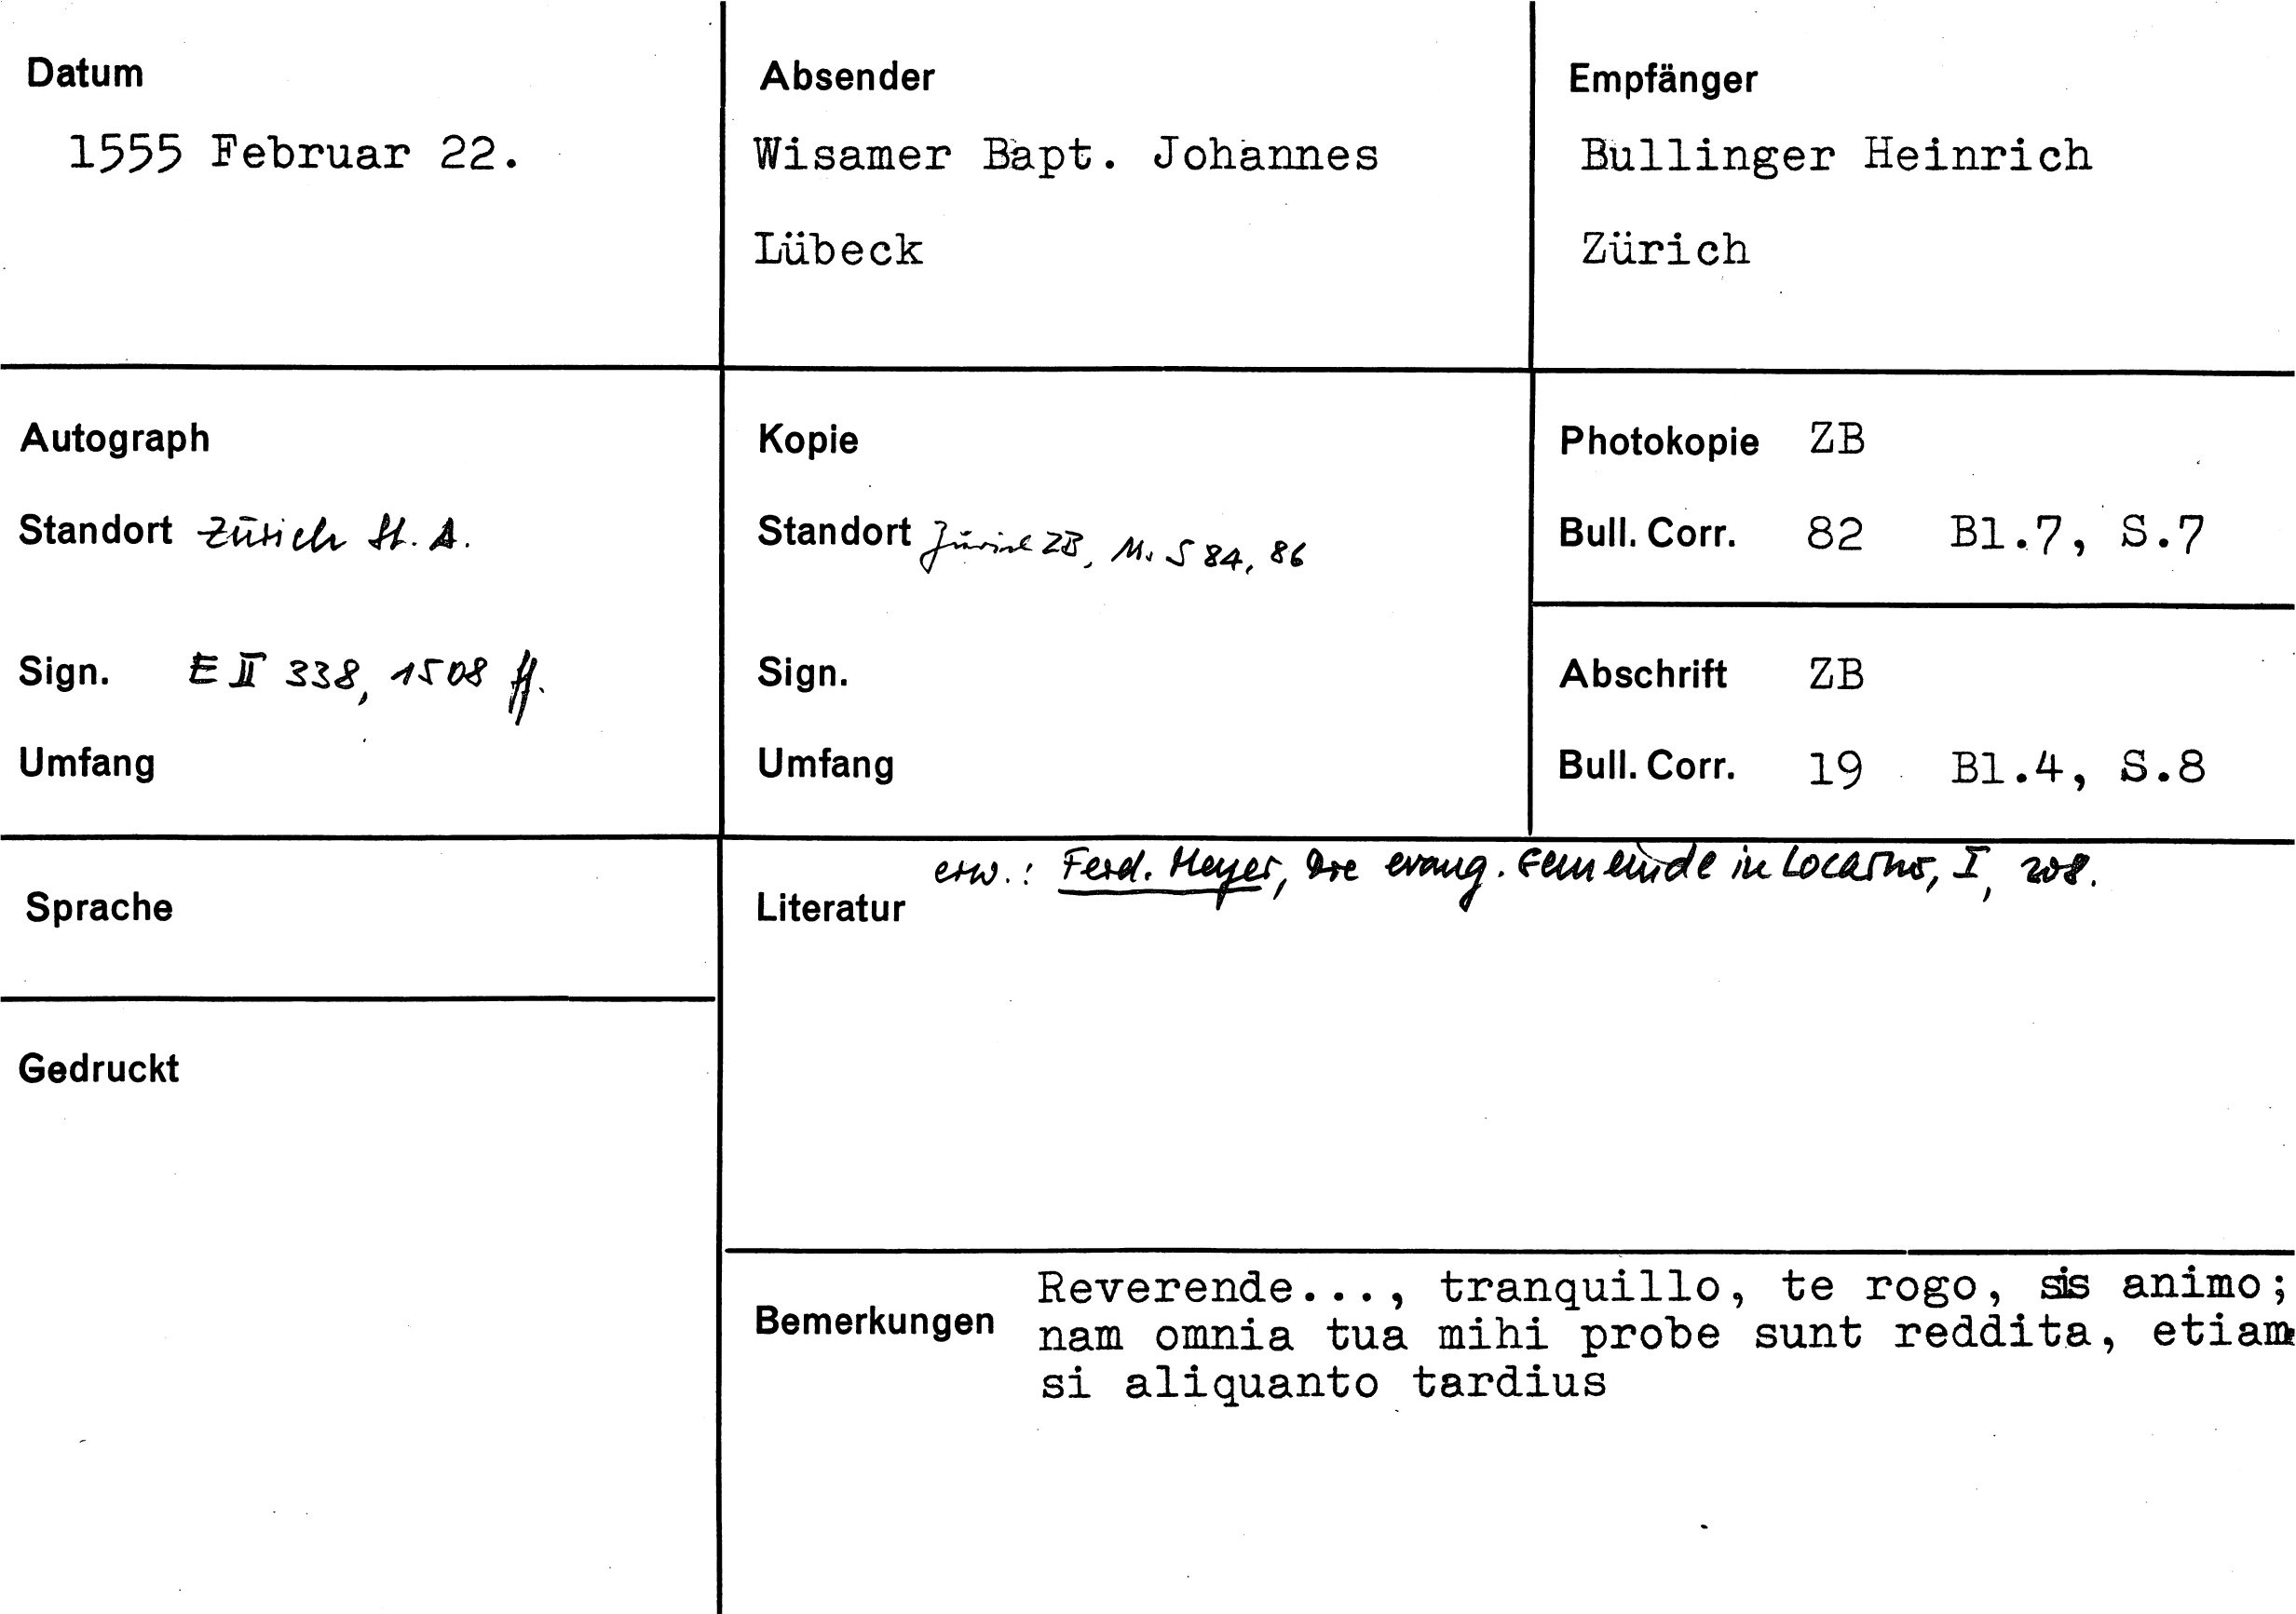 Datum
1555 Februar 22.
Absender
Wisamer Bapt. Johannes
Lübeck
Empfänger
Bullinger Heinrich
Zürich
Autograph
Standort Zürich St. A.
Sign. E II 338, 1508 ff.
Umfang
Kopie
Standort Zürich ZB, Ms S 84, 86
Sign.
Umfang
Photokopie ZB
Bull. Corr. 82 Bl.7, S.7
Abschrift ZB
Bull. Corr. 19 Bl.4, S.8
Sprache
Gedruckt
Literatur
erw.: Ferd. Meyer, Die evang. Gemeinde in Locarno, I, 208.
Bemerkungen
Reverende..., tranquillo, te rogo, sis animo;
nam omnia tua mihi probe sunt reddita, etiam
si aliquanto tardius